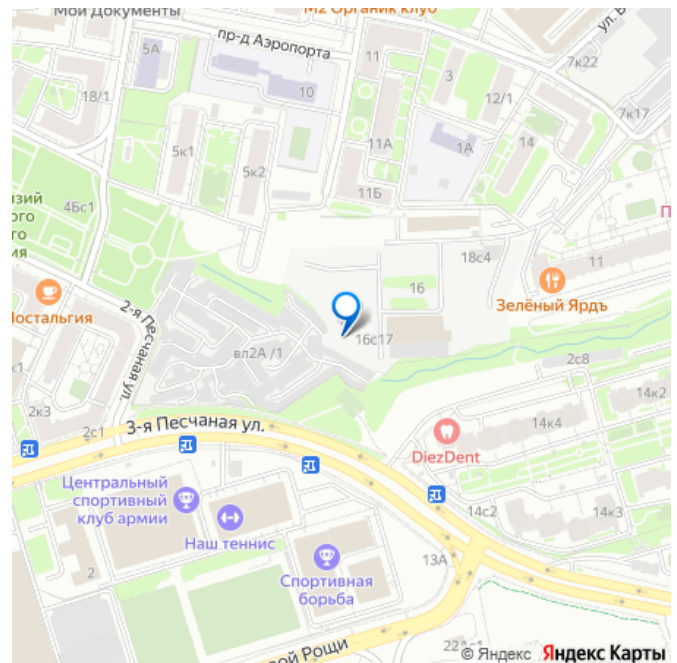 Мои Документы
М2 Органик клуб
пр-д Аэропорта
5А
11
10
3
7к22
18/1
12/1
7к17
11А
1А
14
5к1
5к2
11Б
4Бс1
18с4
11
16
Зелёный Ярдъ
2-я Песчаная ул.
16с17
вл2А /1
2с8
14к2
2к3
2с1
3-я Песчаная ул.
14к4
DiezDent
Центральный
спортивный
клуб армии
Наш теннис
14с2
14к3
13А
2
Спортивная
борьба
вой Рощи
© Яндекс Яндекс Карты